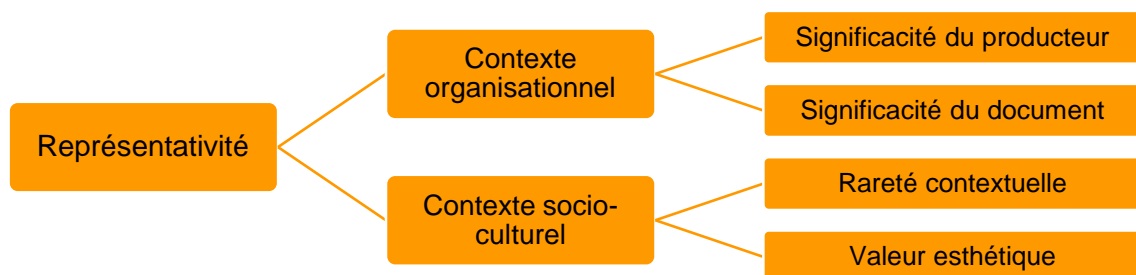 Représentativité
Contexte
organisationnel
Significacité du producteur
Significacité du document
Contexte socio-
culturel
Rareté contextuelle
Valeur esthétique